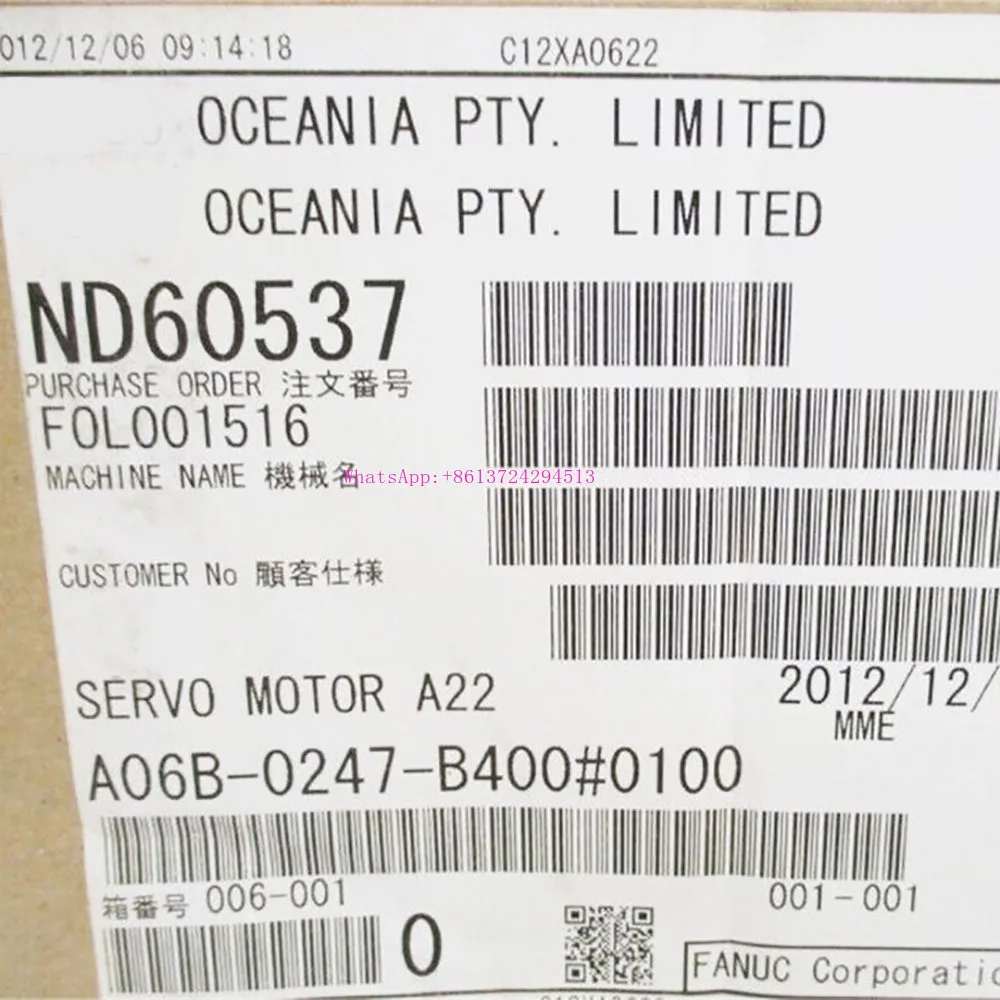 012/12/06 09:14:18 C12XA0622
OCEANIA PTY. LIMITED
OCEANIA PTY. LIMITED
ND60537
PURCHASE ORDER 注文番号
FOL001516
MACHINE NAME 機械名
WhatsApp:+8613724294513
CUSTOMER No 顧客仕様
SERVO MOTOR A22
2012/12/
MME
A06B-0247-B400#0100
箱番号 006-001
001-001
0
FANUC Corporatio